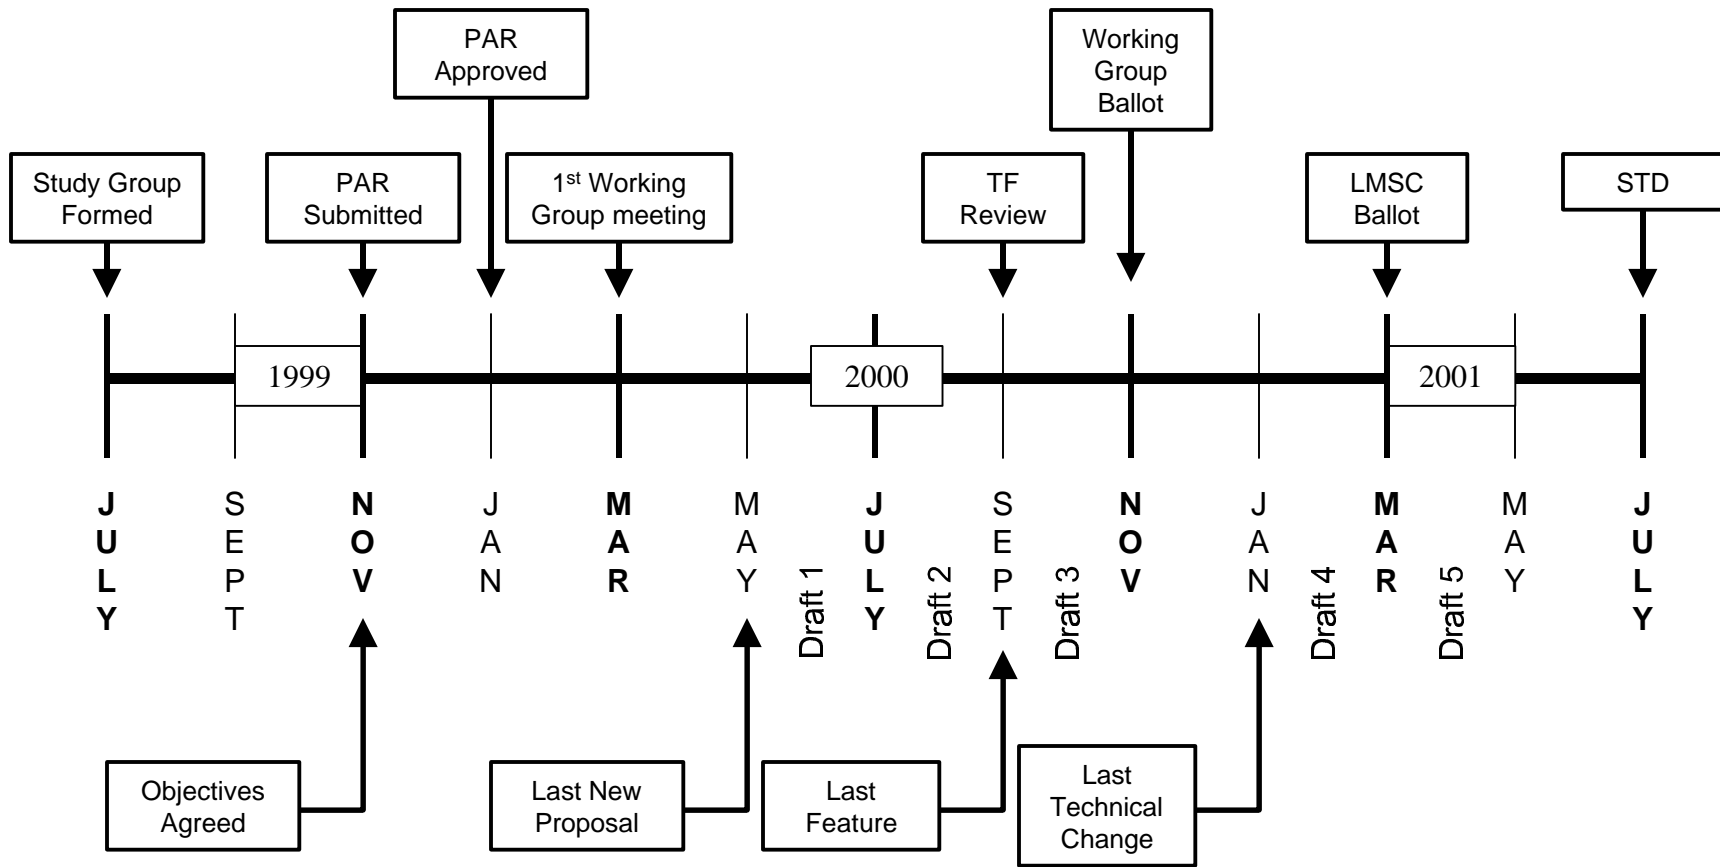 PAR
Approved
Working
Group
Ballot
Study Group
Formed
PAR
Submitted
1st Working
Group meeting
TF
Review
LMSC
Ballot
STD
1999
2000
2001
JULY
SEPT
NOV
JAN
MAR
MAY
Draft 1
JULY
Draft 2
SEPT
Draft 3
NOV
JAN
Draft 4
MAR
Draft 5
MAY
JULY
Objectives
Agreed
Last New
Proposal
Last
Feature
Last
Technical
Change